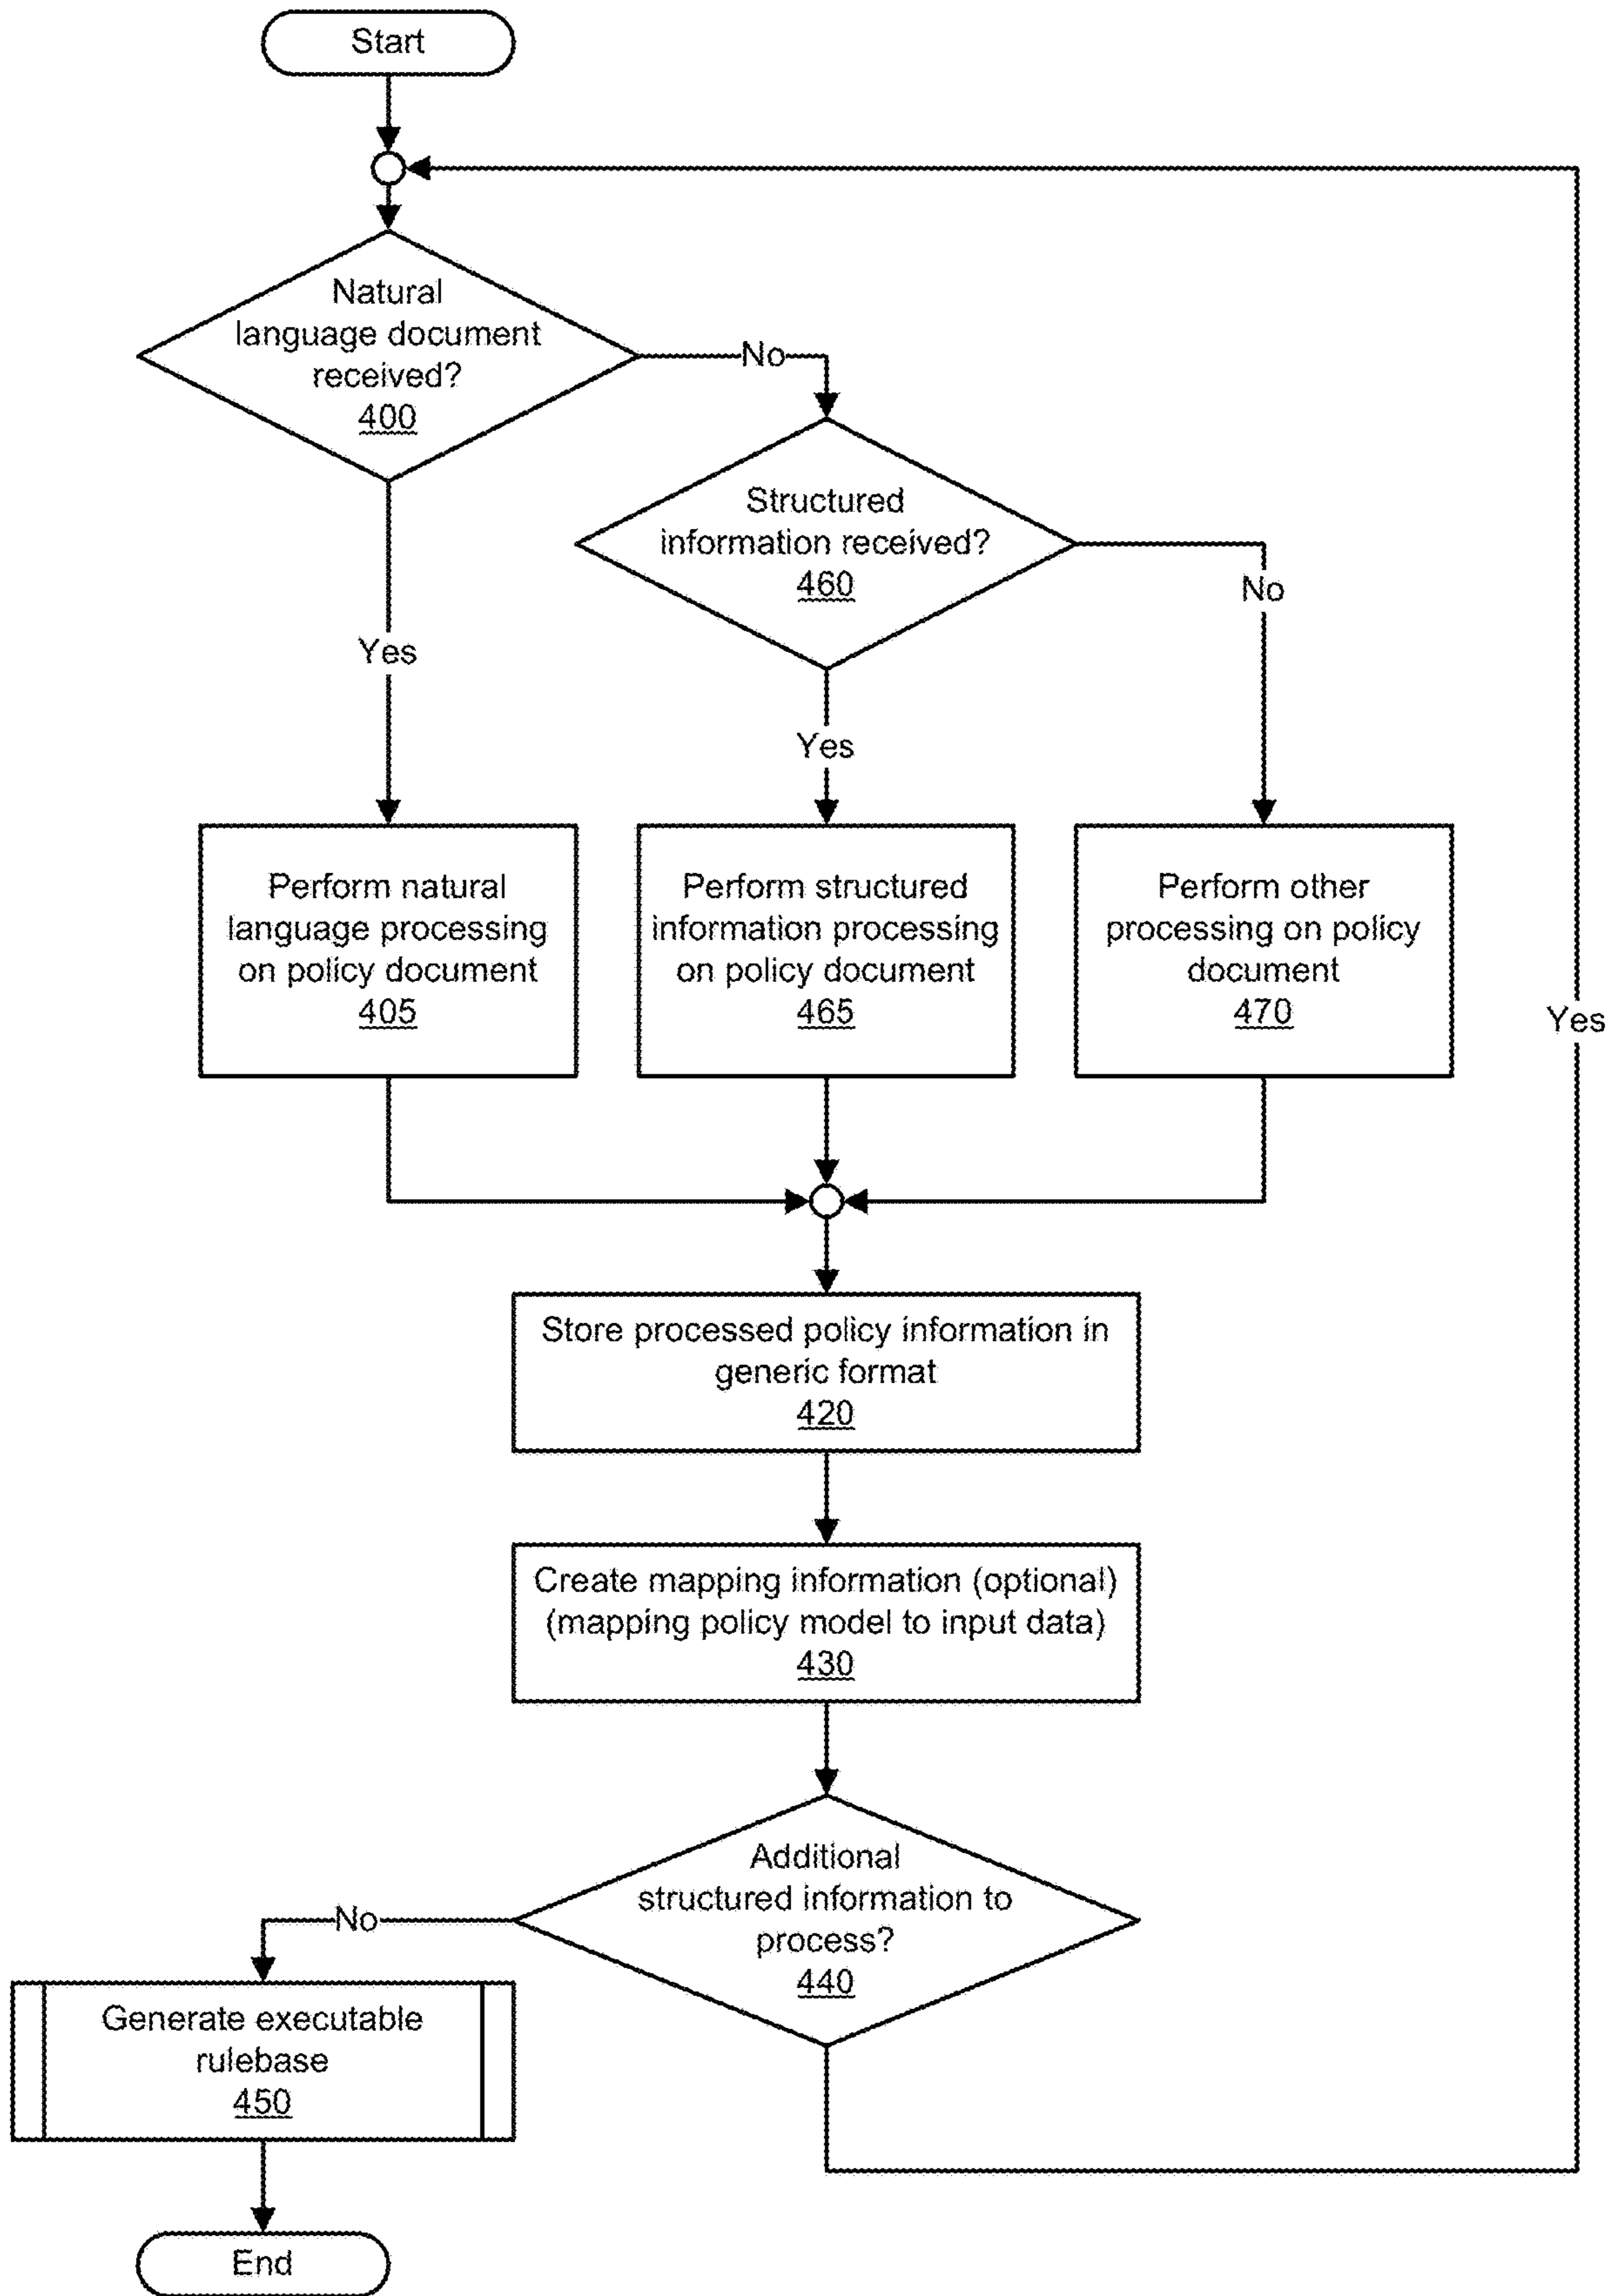 Start
Natural
language document
received?
400
No
Structured
information received?
460
No
Yes
Yes
Perform natural
language processing
on policy document
405
Perform structured
information processing
on policy document
465
Perform other
processing on policy
document
470
Yes
Store processed policy information in
generic format
420
Create mapping information (optional)
(mapping policy model to input data)
430
Additional
structured information to
process?
440
No
Generate executable
rulebase
450
End